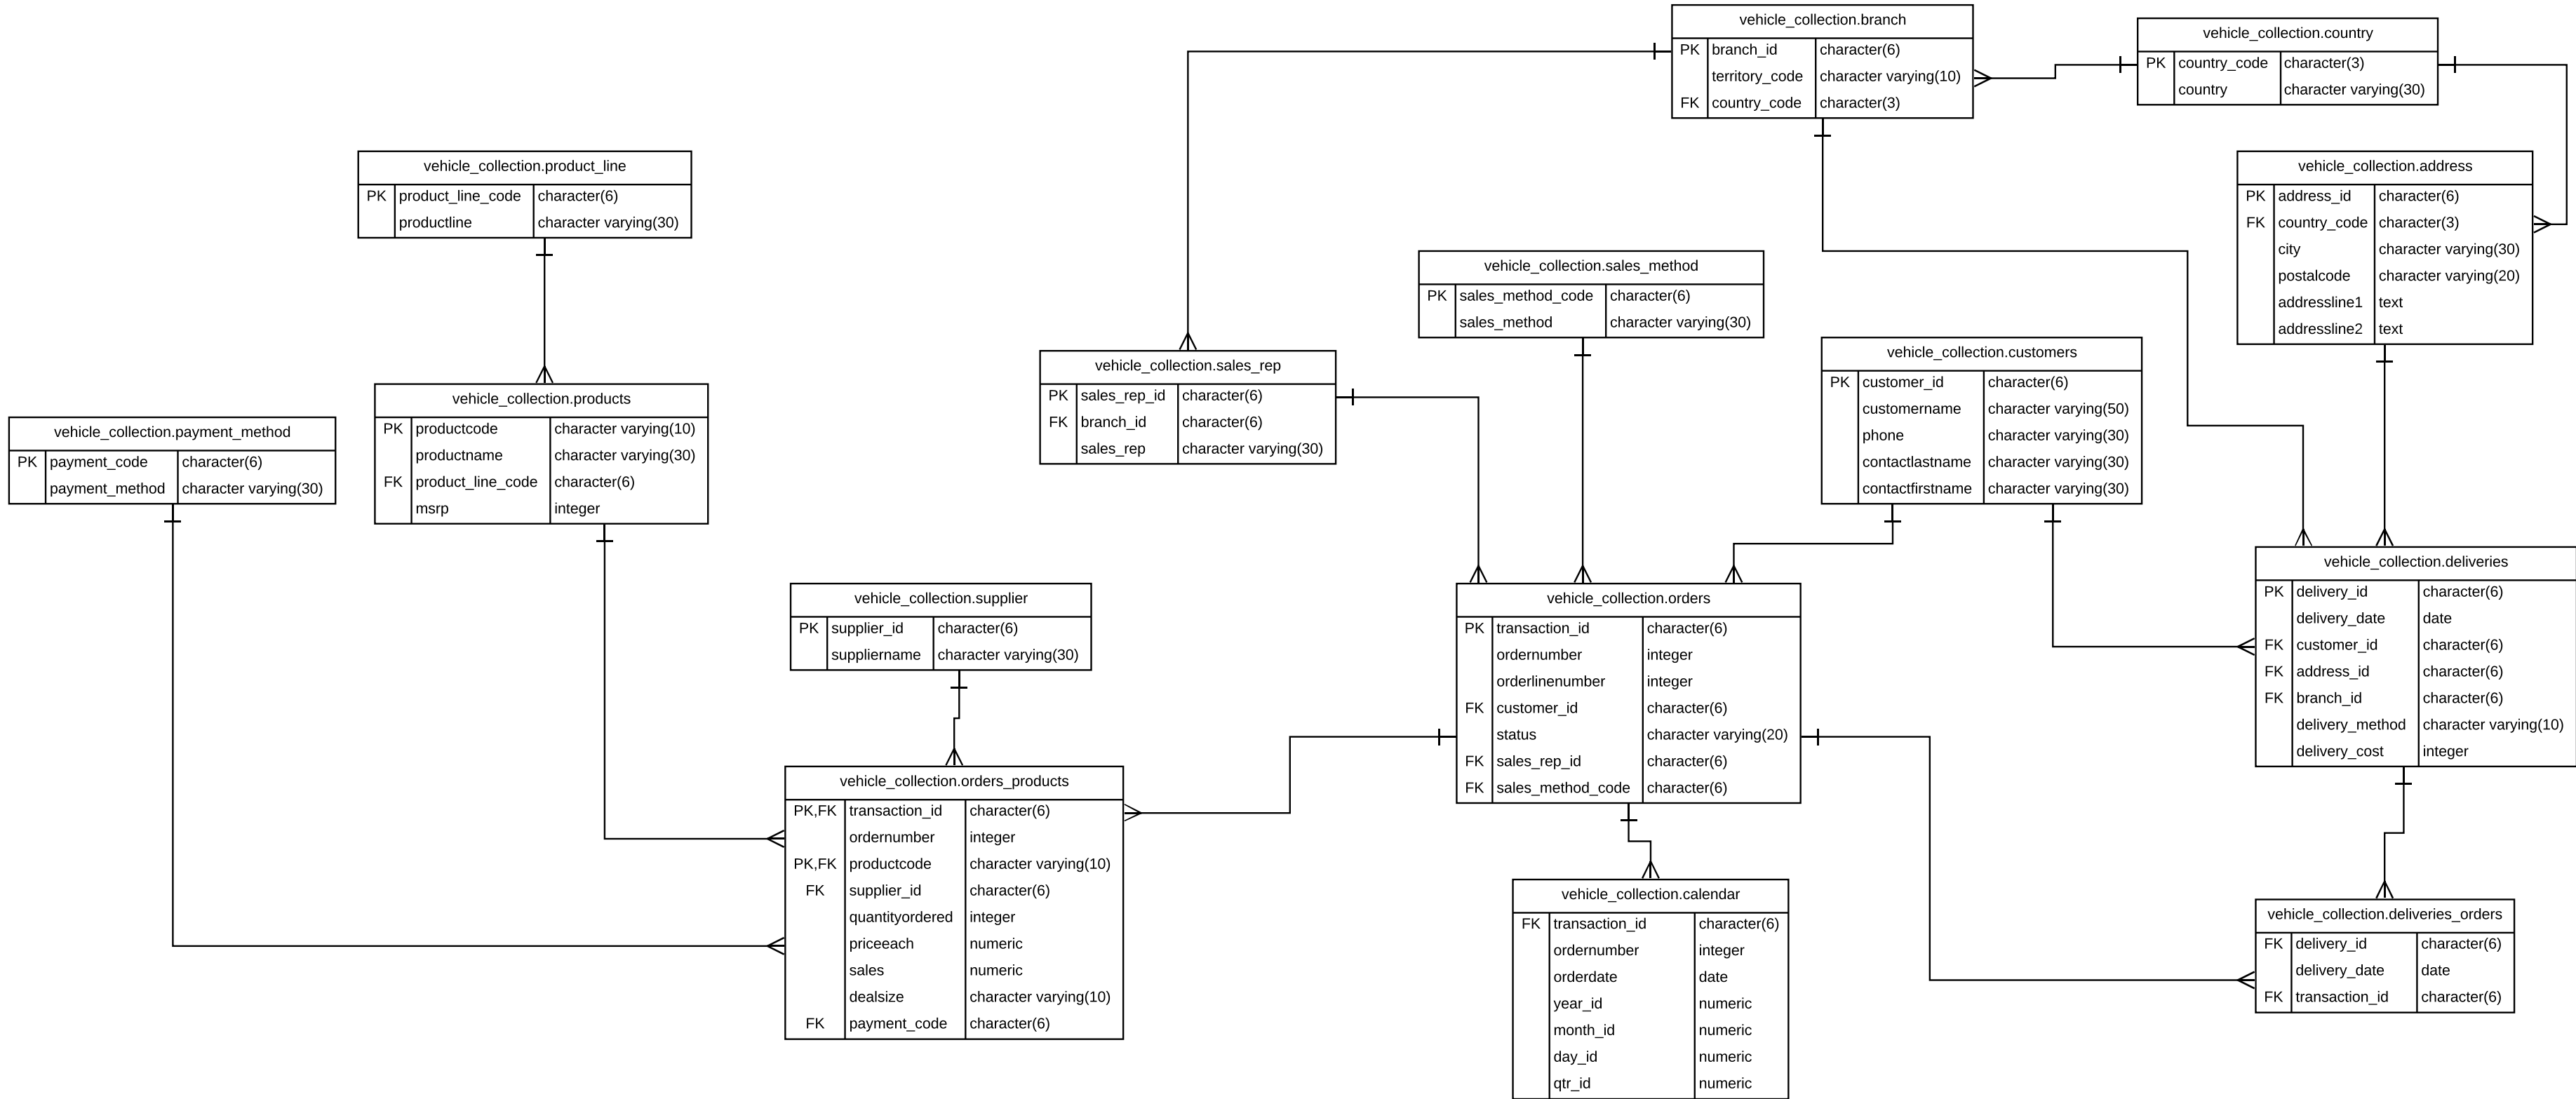 vehicle_collection.branch
PK branch_id character(6)
territory_code character varying(10)
FK country_code character(3)
vehicle_collection.country
PK country_code character(3)
country character varying(30)
vehicle_collection.product_line
PK product_line_code character(6)
productline character varying(30)
vehicle_collection.address
PK address_id character(6)
FK country_code character(3)
city character varying(30)
postalcode character varying(20)
addressline1 text
addressline2 text
vehicle_collection.sales_method
PK sales_method_code character(6)
sales_method character varying(30)
vehicle_collection.customers
PK customer_id character(6)
customername character varying(50)
phone character varying(30)
contactlastname character varying(30)
contactfirstname character varying(30)
vehicle_collection.sales_rep
PK sales_rep_id character(6)
FK branch_id character(6)
sales_rep character varying(30)
vehicle_collection.products
PK productcode character varying(10)
productname character varying(30)
FK product_line_code character(6)
msrp integer
vehicle_collection.payment_method
PK payment_code character(6)
payment_method character varying(30)
vehicle_collection.deliveries
PK delivery_id character(6)
delivery_date date
FK customer_id character(6)
FK address_id character(6)
FK branch_id character(6)
delivery_method character varying(10)
delivery_cost integer
vehicle_collection.supplier
PK supplier_id character(6)
suppliername character varying(30)
vehicle_collection.orders
PK transaction_id character(6)
ordernumber integer
orderlinenumber integer
FK customer_id character(6)
status character varying(20)
FK sales_rep_id character(6)
FK sales_method_code character(6)
vehicle_collection.orders_products
PK,FK transaction_id character(6)
ordernumber integer
PK,FK productcode character varying(10)
FK supplier_id character(6)
quantityordered integer
priceeach numeric
sales numeric
dealsize character varying(10)
FK payment_code character(6)
vehicle_collection.calendar
FK transaction_id character(6)
ordernumber integer
orderdate date
year_id numeric
month_id numeric
day_id numeric
qtr_id numeric
vehicle_collection.deliveries_orders
FK delivery_id character(6)
delivery_date date
FK transaction_id character(6)